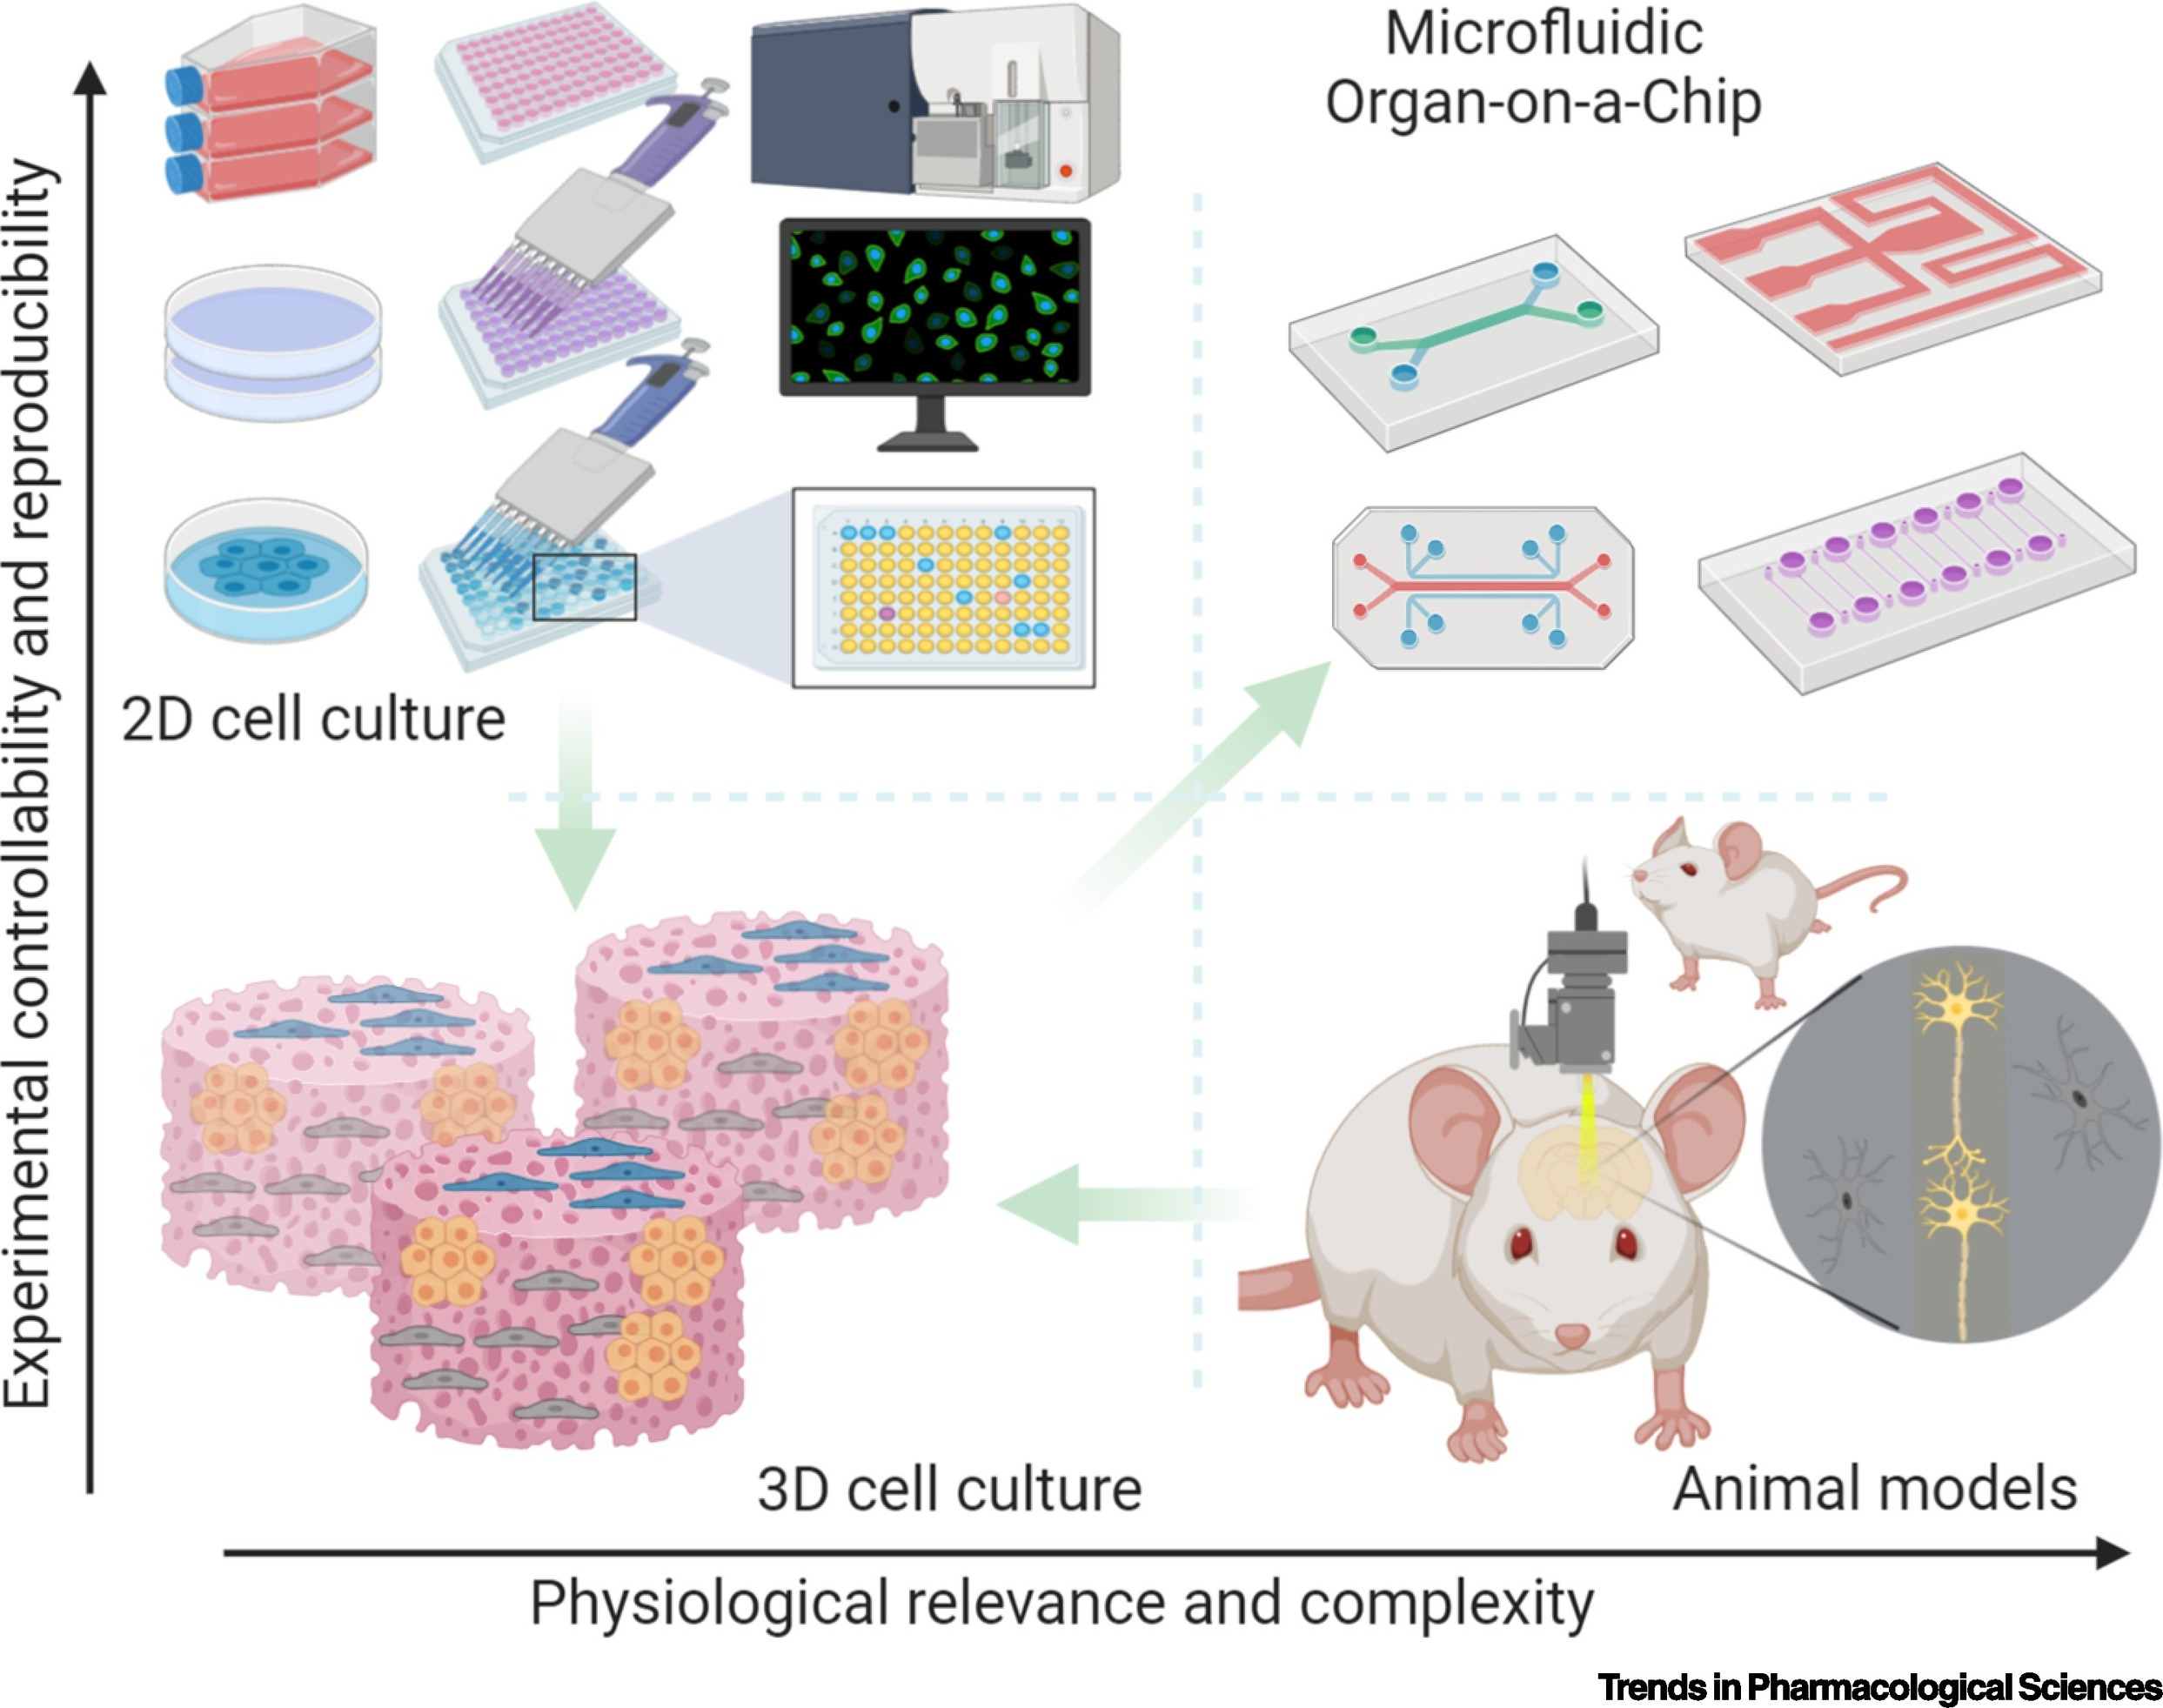 Experimental controllability and reproducibility
Microfluidic
Organ-on-a-Chip
2D cell culture
3D cell culture
Animal models
Physiological relevance and complexity
Trends in Pharmacological Sciences